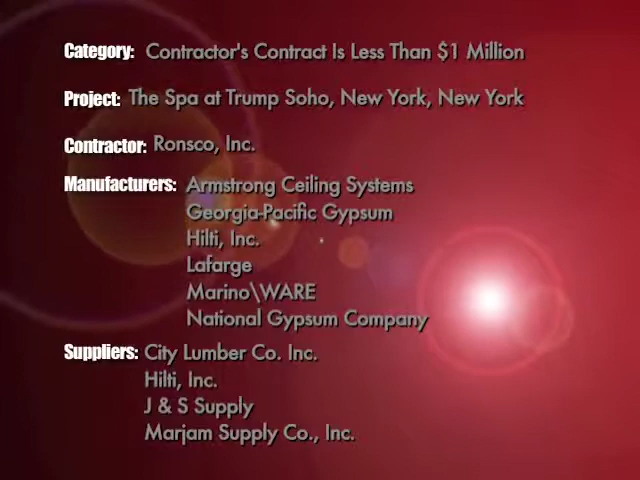 Category: Contractor's Contract Is Less Than $1 Million
Project: The Spa at Trump Soho, New York, New York
Contractor: Ronsco, Inc.
Manufacturers: Armstrong Ceiling Systems
Georgia-Pacific Gypsum
Hilti, Inc.
Lafarge
Marino\WARE
National Gypsum Company
Suppliers: City Lumber Co. Inc.
Hilti, Inc.
J & S Supply
Marjam Supply Co., Inc.